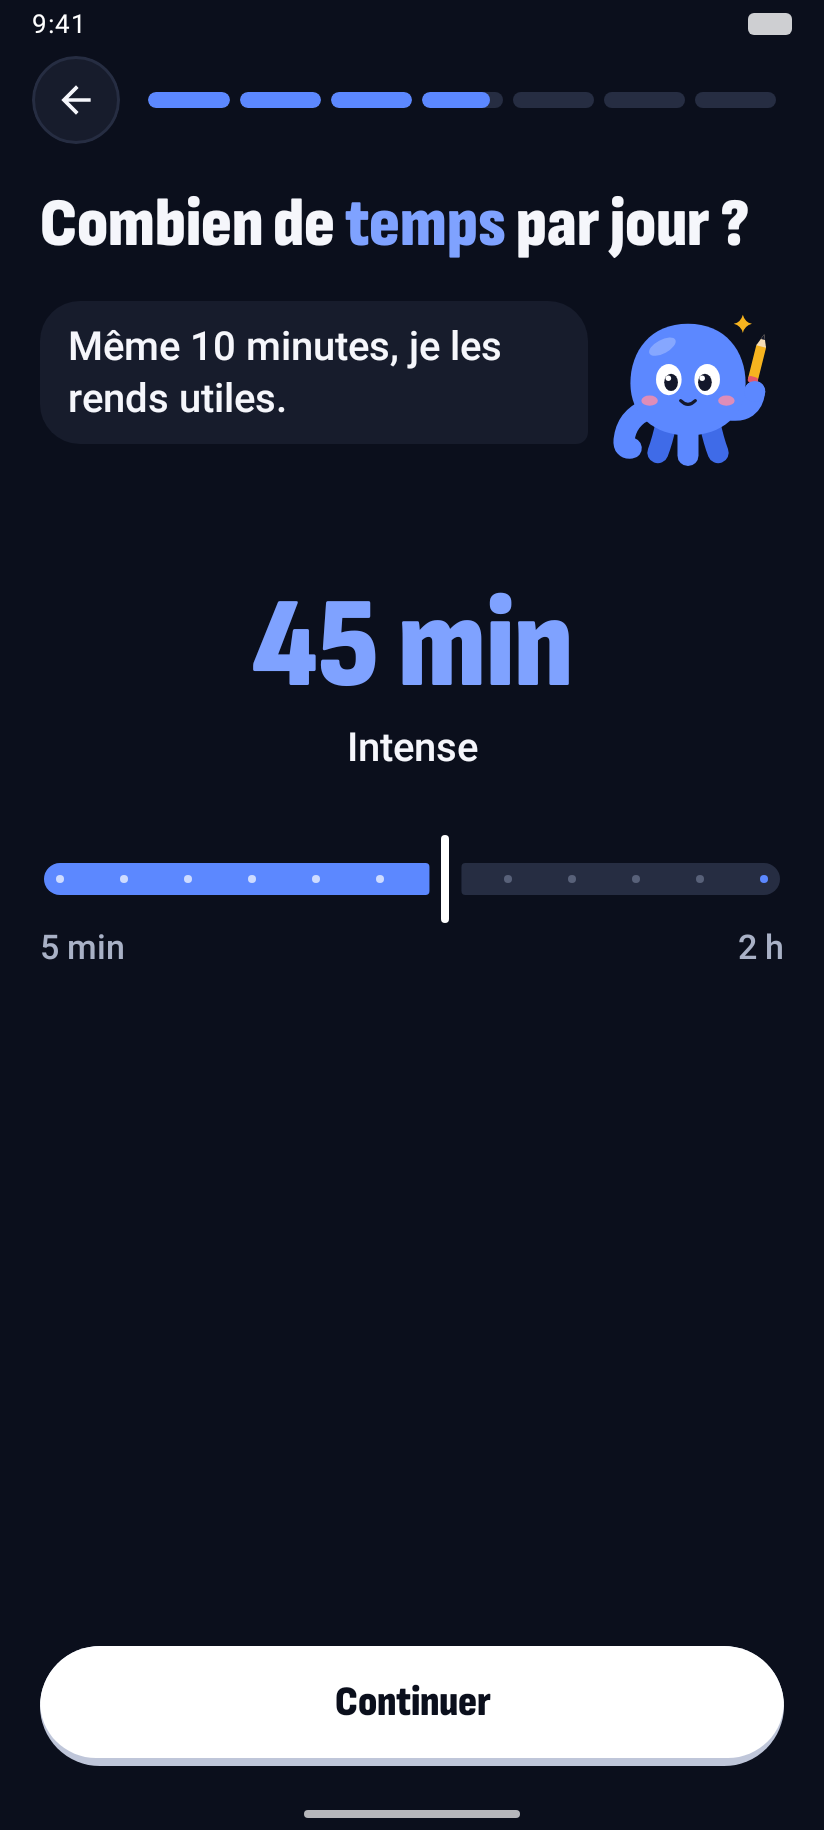 9:41
Combien de temps par jour ?
Même 10 minutes, je les
rends utiles.
45 min
Intense
5 min
2 h
Continuer